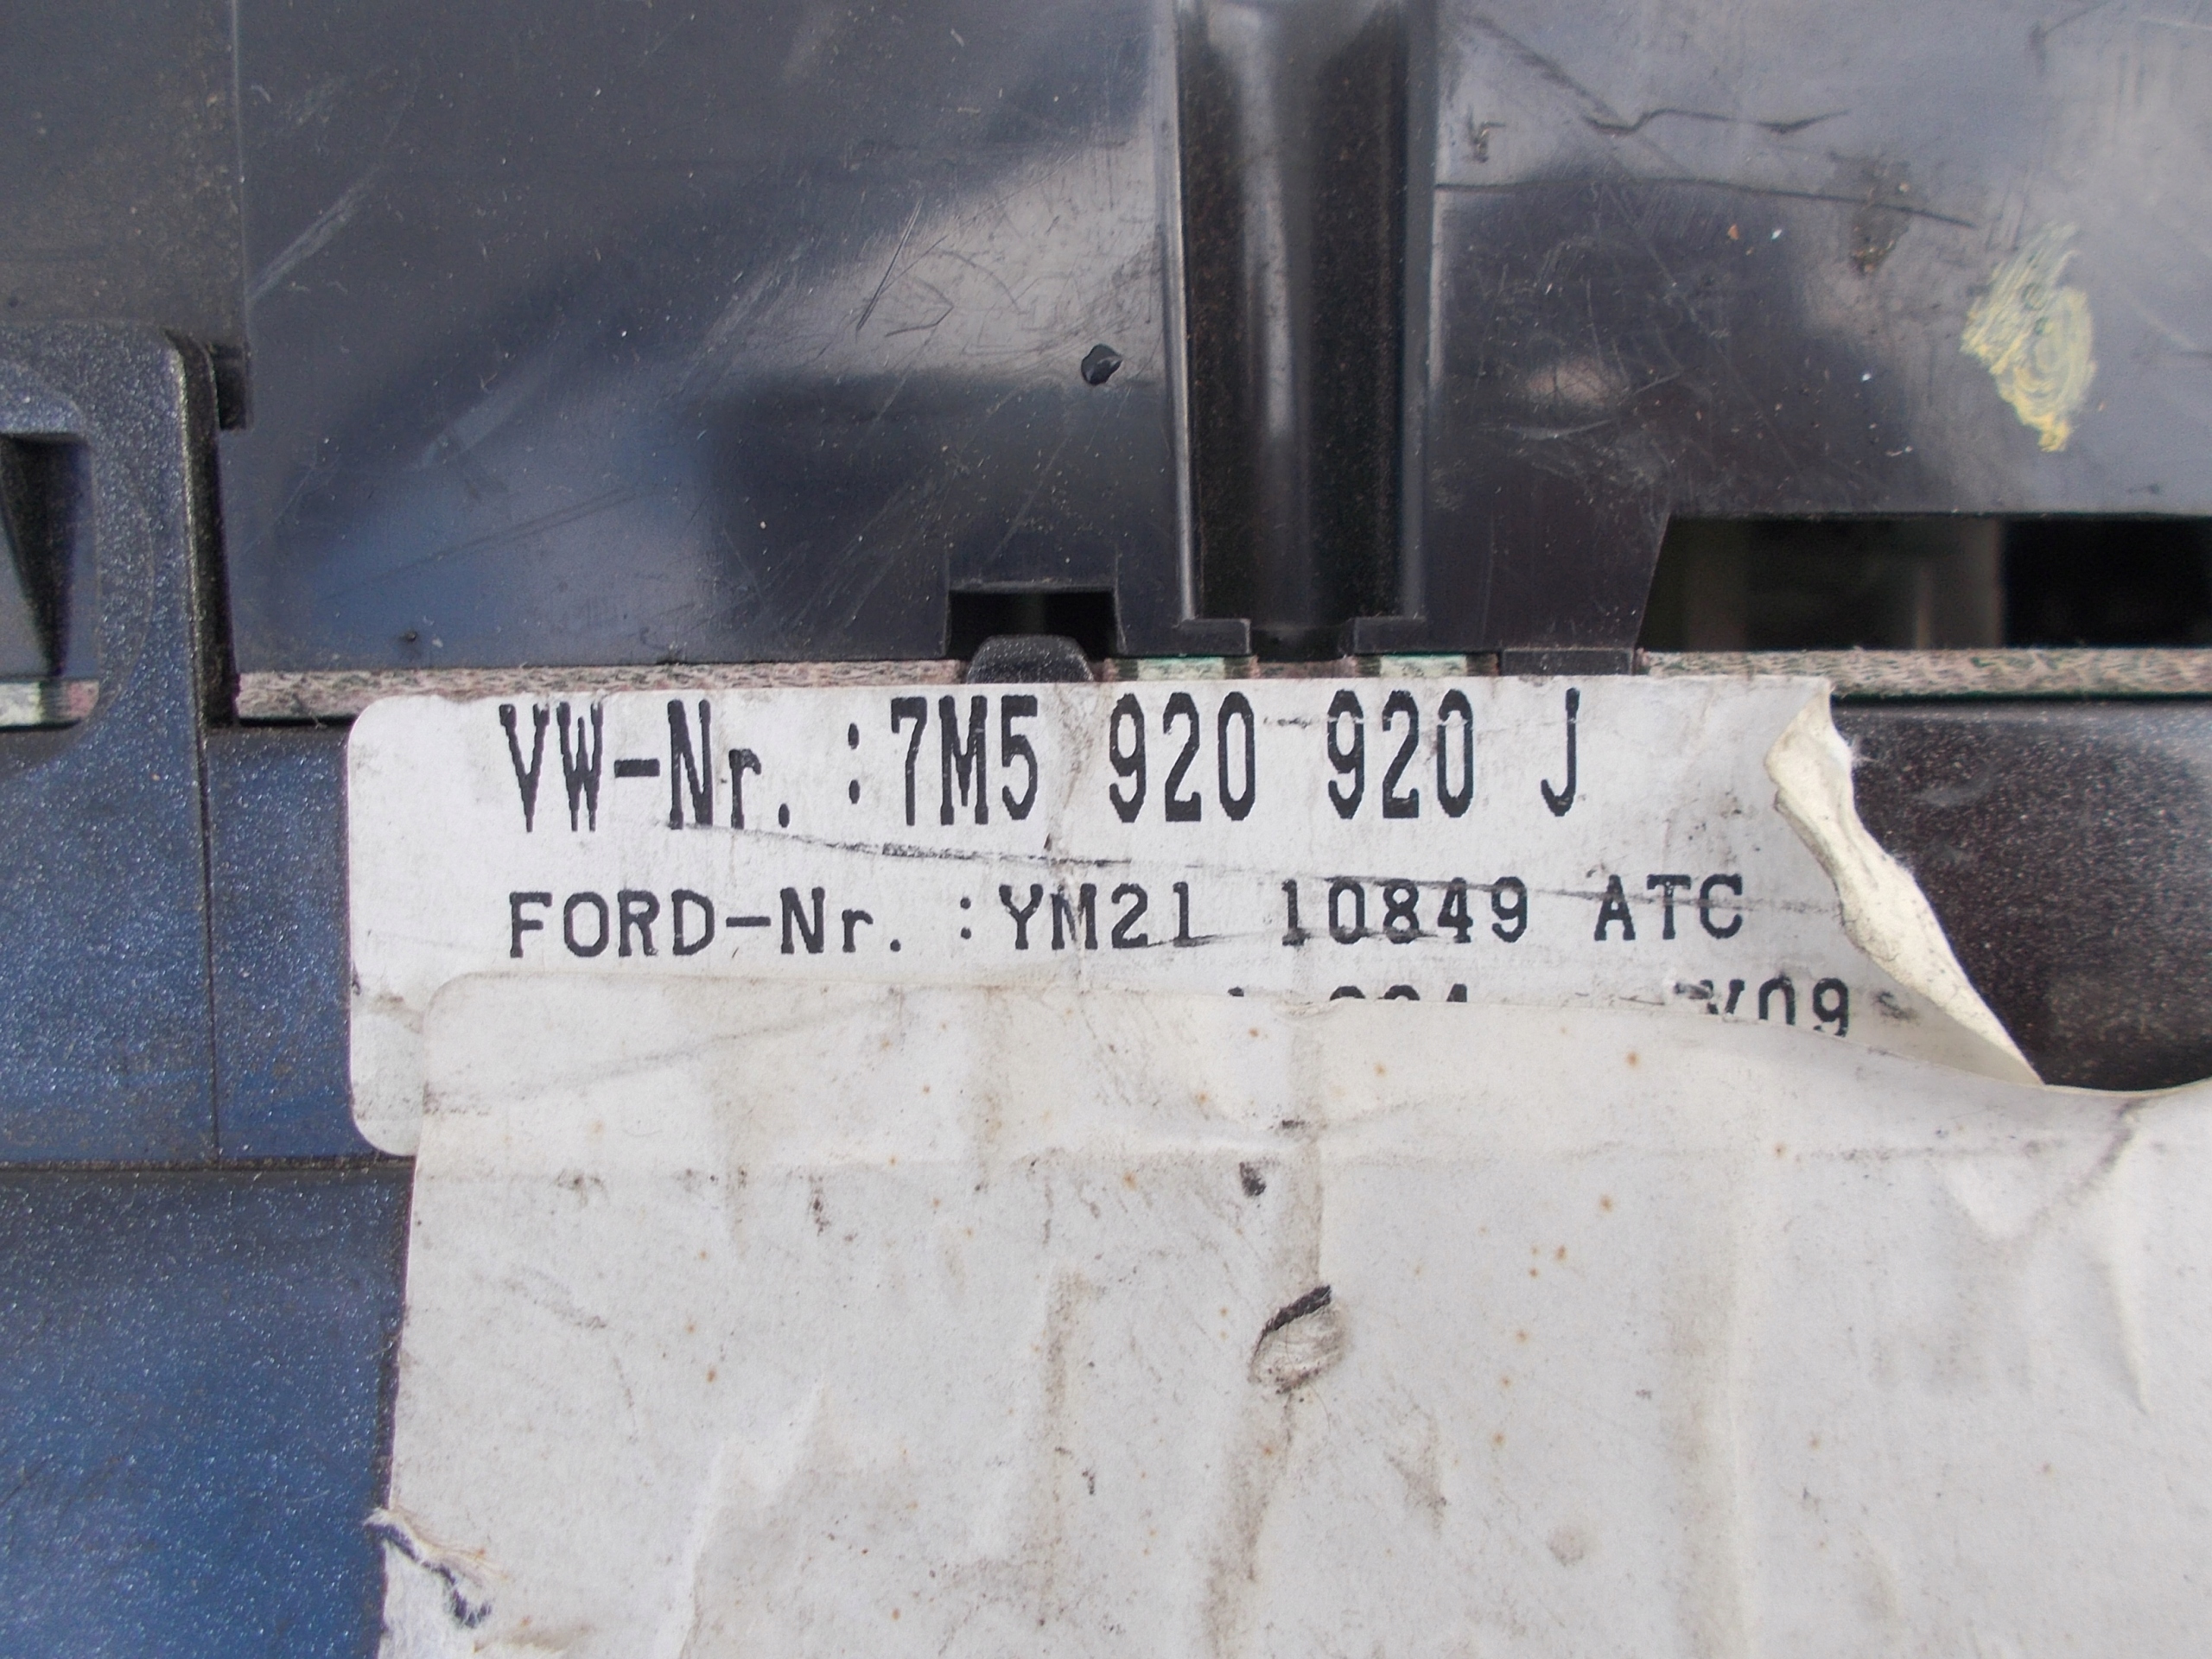 VW-Nr. :7M5 920 920 J
FORD-Nr. :YM21 10849 ATC